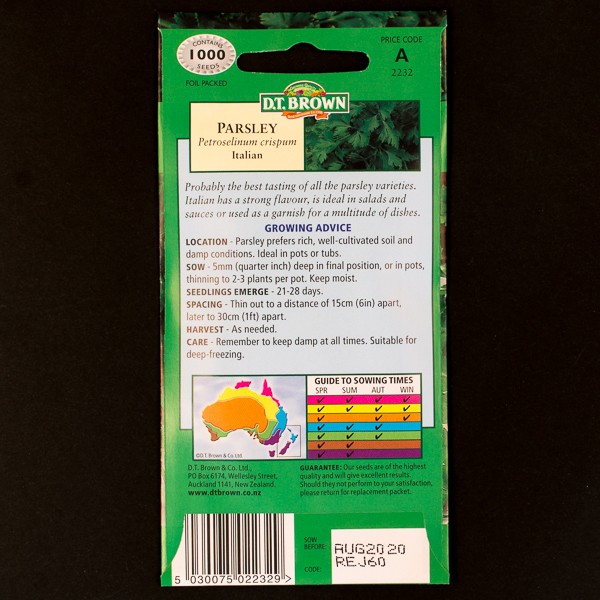 CONTAINS
1000
SEEDS
FOIL PACKED
PRICE CODE
A
2232
D.T. BROWN
PARSLEY
Petroselinum crispum
Italian
Probably the best tasting of all the parsley varieties.
Italian has a strong flavour, is ideal in salads and
sauces or used as a garnish for a multitude of dishes.
GROWING ADVICE
LOCATION - Parsley prefers rich, well-cultivated soil and
damp conditions. Ideal in pots or tubs.
SOW - 5mm (quarter inch) deep in final position, or in pots,
thinning to 2-3 plants per pot. Keep moist.
SEEDLINGS EMERGE - 21-28 days.
SPACING - Thin out to a distance of 15cm (6in) apart,
later to 30cm (1ft) apart.
HARVEST - As needed.
CARE - Remember to keep damp at all times. Suitable for
deep-freezing.
GUIDE TO SOWING TIMES
SPR SUM AUT WIN
©D.T. Brown & Co. Ltd.
D.T. Brown & Co. Ltd.,
PO Box 6174, Wellesley Street,
Auckland 1141, New Zealand.
www.dtbrown.co.nz
GUARANTEE: Our seeds are of the highest
quality and will give excellent results.
Should they not perform to your satisfaction,
please return for replacement packet.
5 030075 022329 >
SOW
BEFORE:
AUG2020
CODE:
REJ60